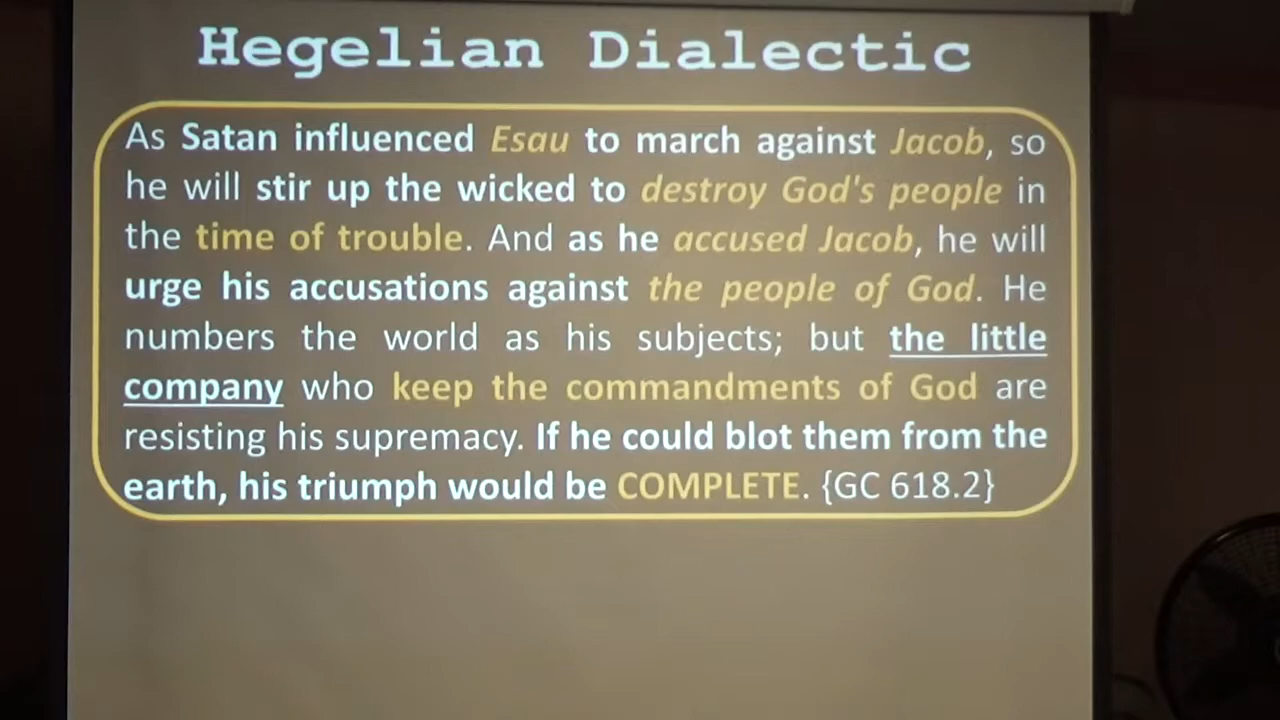 Hegelian Dialectic
As Satan influenced Esau to march against Jacob, so
he will stir up the wicked to destroy God's people in
the time of trouble. And as he accused Jacob, he will
urge his accusations against the people of God. He
numbers the world as his subjects; but the little
company who keep the commandments of God are
resisting his supremacy. If he could blot them from the
earth, his triumph would be COMPLETE. {GC 618.2}